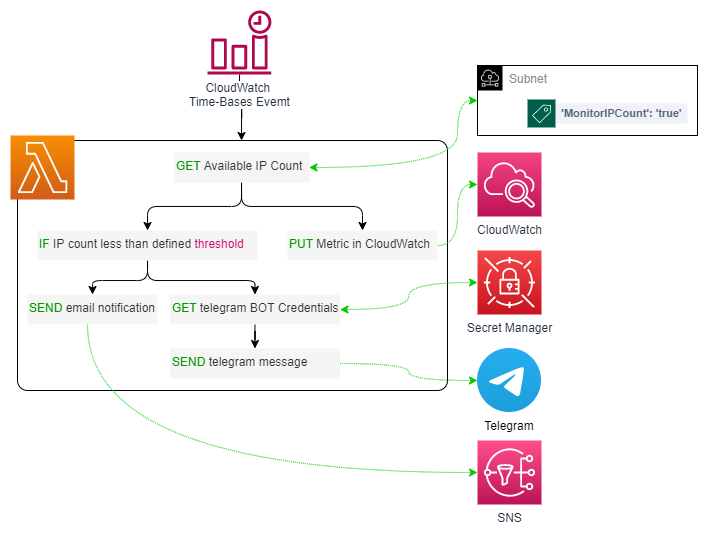 CloudWatch
Time-Bases Evemt
Subnet
'MonitorIPCount': 'true'
GET Available IP Count
CloudWatch
IF IP count less than defined threshold
PUT Metric in CloudWatch
SEND email notification
GET telegram BOT Credentials
Secret Manager
SEND telegram message
Telegram
SNS